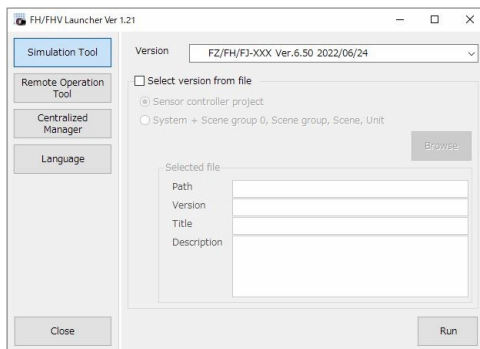 FH/FHV Launcher Ver 1.21
Simulation Tool
Remote Operation
Tool
Centralized
Manager
Language
Close
Version
FZ/FH/FJ-XXX Ver.6.50 2022/06/24
Select version from file
Sensor controller project
System + Scene group 0, Scene group, Scene, Unit
Browse
Selected file
Path
Version
Title
Description
Run